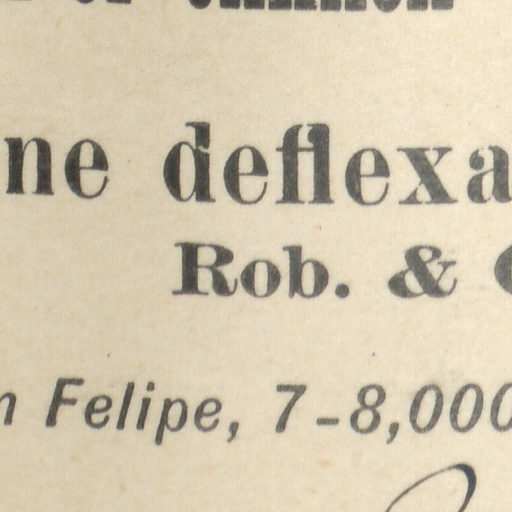 ne deflexa
Rob. &
Felipe, 7-8,000